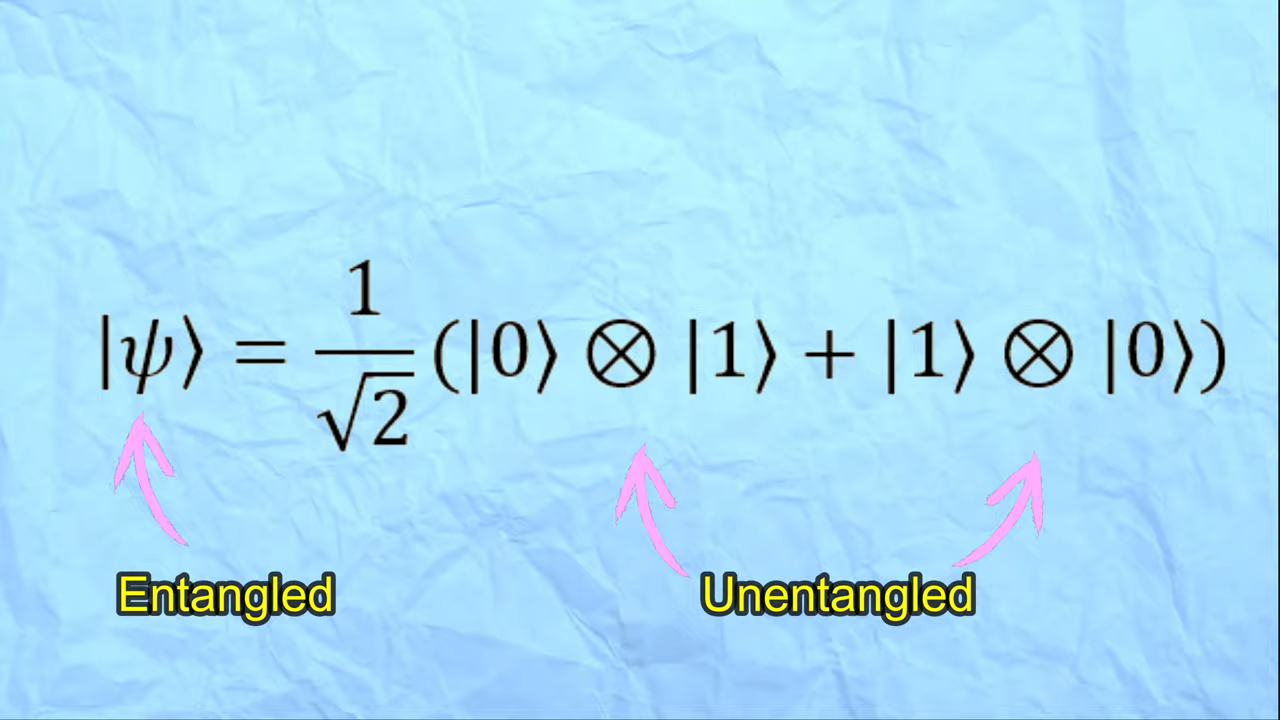 |ψ⟩ = 1/√2 (|0⟩ ⊗ |1⟩ + |1⟩ ⊗ |0⟩)
Entangled Unentangled